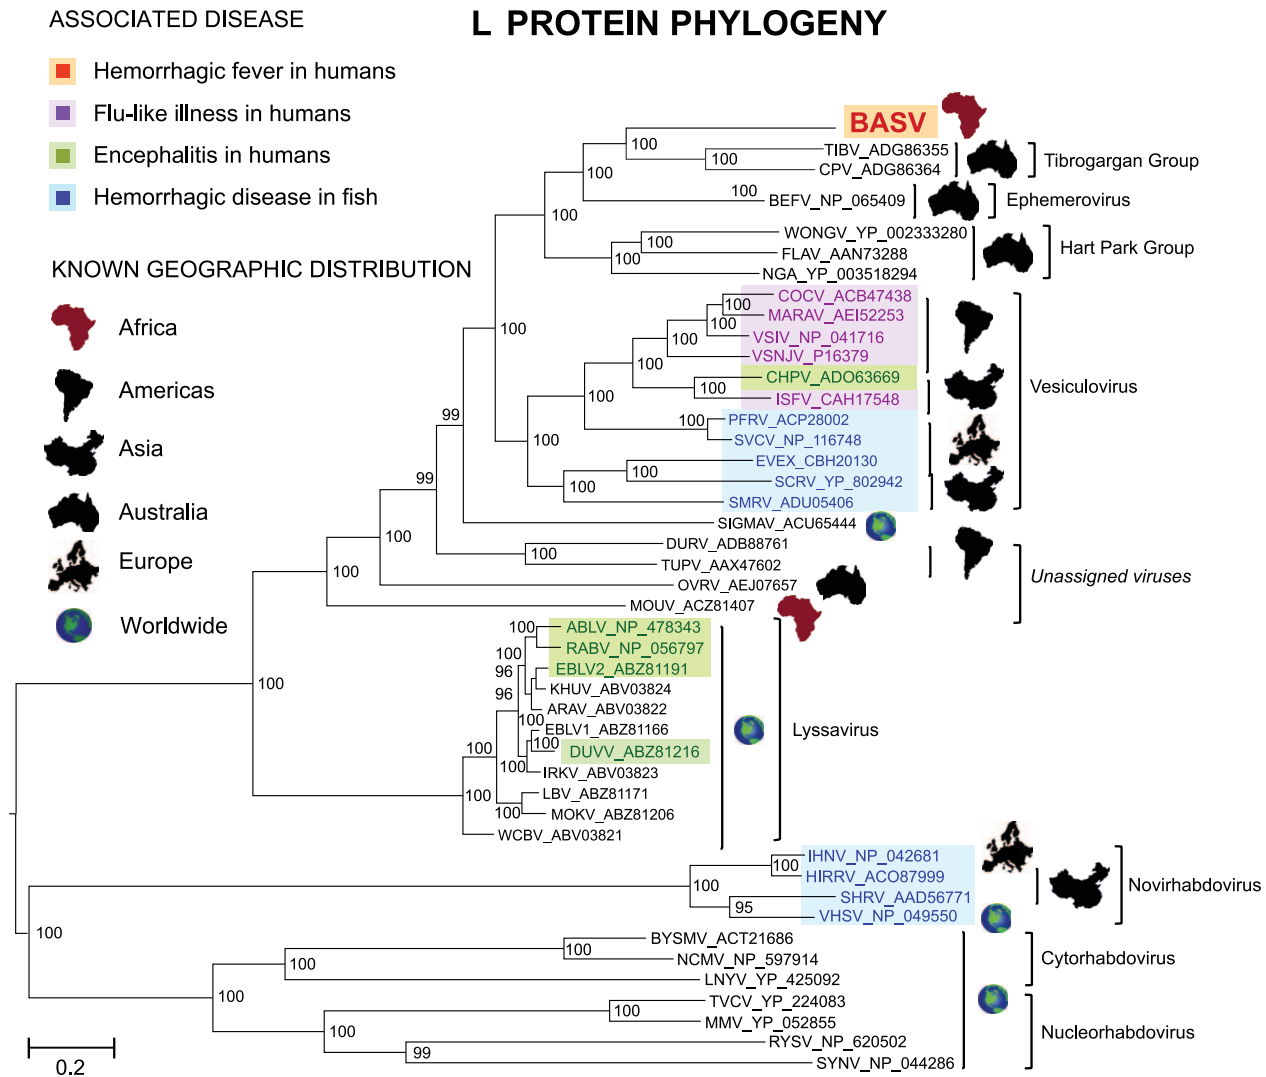 ASSOCIATED DISEASE
L PROTEIN PHYLOGENY
Hemorrhagic fever in humans
Flu-like illness in humans
Encephalitis in humans
Hemorrhagic disease in fish
KNOWN GEOGRAPHIC DISTRIBUTION
Africa
Americas
Asia
Australia
Europe
Worldwide
BASV
100
TIBV_ADG86355
100
CPV_ADG86364
Tibrogargan Group
100
100
BEFV_NP_065409
Ephemerovirus
100
WONGV_YP_002333280
100
FLAV_AAN73288
Hart Park Group
100
NGA_YP_003518294
COCV_ACB47438
100
MARAV_AEI52253
100
VSIV_NP_041716
100
100
VSNJV_P16379
100
CHPV_ADO63669
100
Vesiculovirus
100
ISFV_CAH17548
99
PFRV_ACP28002
100
SVCV_NP_116748
100
EVEX_CBH20130
100
99
SCRV_YP_802942
100
SMRV_ADU05406
SIGMAV_ACU65444
100
DURV_ADB88761
100
TUPV_AAX47602
100
OVRV_AEJ07657
Unassigned viruses
MOUV_ACZ81407
100
ABLV_NP_478343
100
RABV_NP_056797
96
EBLV2_ABZ81191
100
96
KHUV_ABV03824
ARAV_ABV03822
100
EBLV1_ABZ81166
Lyssavirus
100
100
DUVV_ABZ81216
100
IRKV_ABV03823
100
LBV_ABZ81171
100
MOKV_ABZ81206
WCBV_ABV03821
IHNV_NP_042681
100
HIRRV_ACO87999
100
Novirhabdovirus
SHRV_AAD56771
95
VHSV_NP_049550
100
BYSMV_ACT21686
100
NCMV_NP_597914
100
Cytorhabdovirus
LNYV_YP_425092
100
TVCV_YP_224083
100
MMV_YP_052855
100
Nucleorhabdovirus
RYSV_NP_620502
99
SYNV_NP_044286
0.2